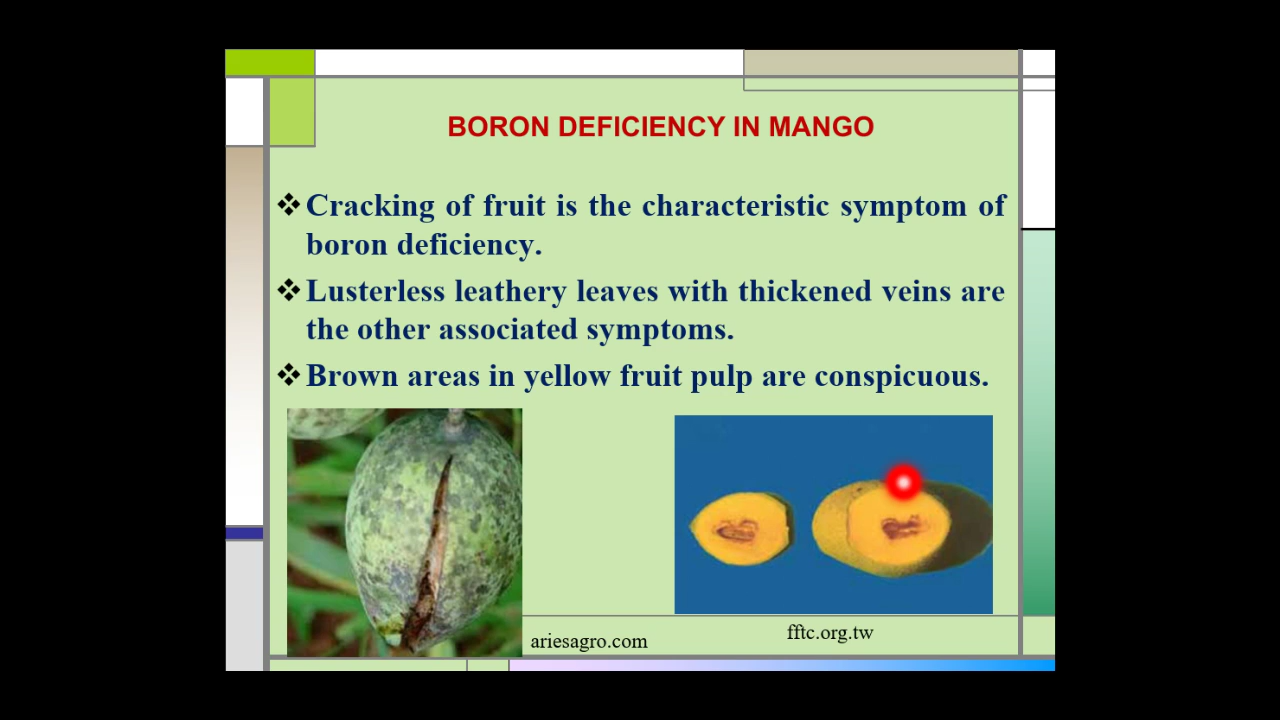 BORON DEFICIENCY IN MANGO
❖ Cracking of fruit is the characteristic symptom of
boron deficiency.
❖ Lusterless leathery leaves with thickened veins are
the other associated symptoms.
❖ Brown areas in yellow fruit pulp are conspicuous.
ariesagro.com
fftc.org.tw